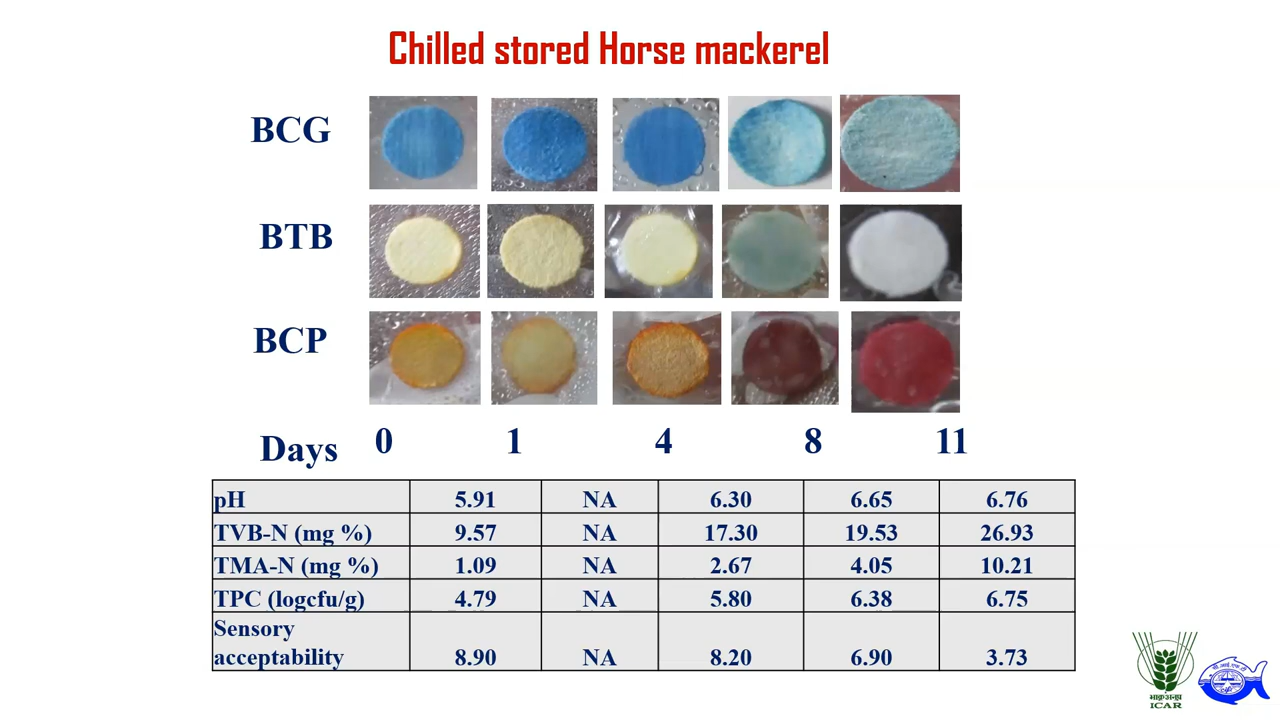 Chilled stored Horse mackerel
BCG
BTB
BCP
Days 0 1 4 8 11
pH 5.91 NA 6.30 6.65 6.76
TVB-N (mg %) 9.57 NA 17.30 19.53 26.93
TMA-N (mg %) 1.09 NA 2.67 4.05 10.21
TPC (logcfu/g) 4.79 NA 5.80 6.38 6.75
Sensory
acceptability 8.90 NA 8.20 6.90 3.73
भाकृअनुप
ICAR